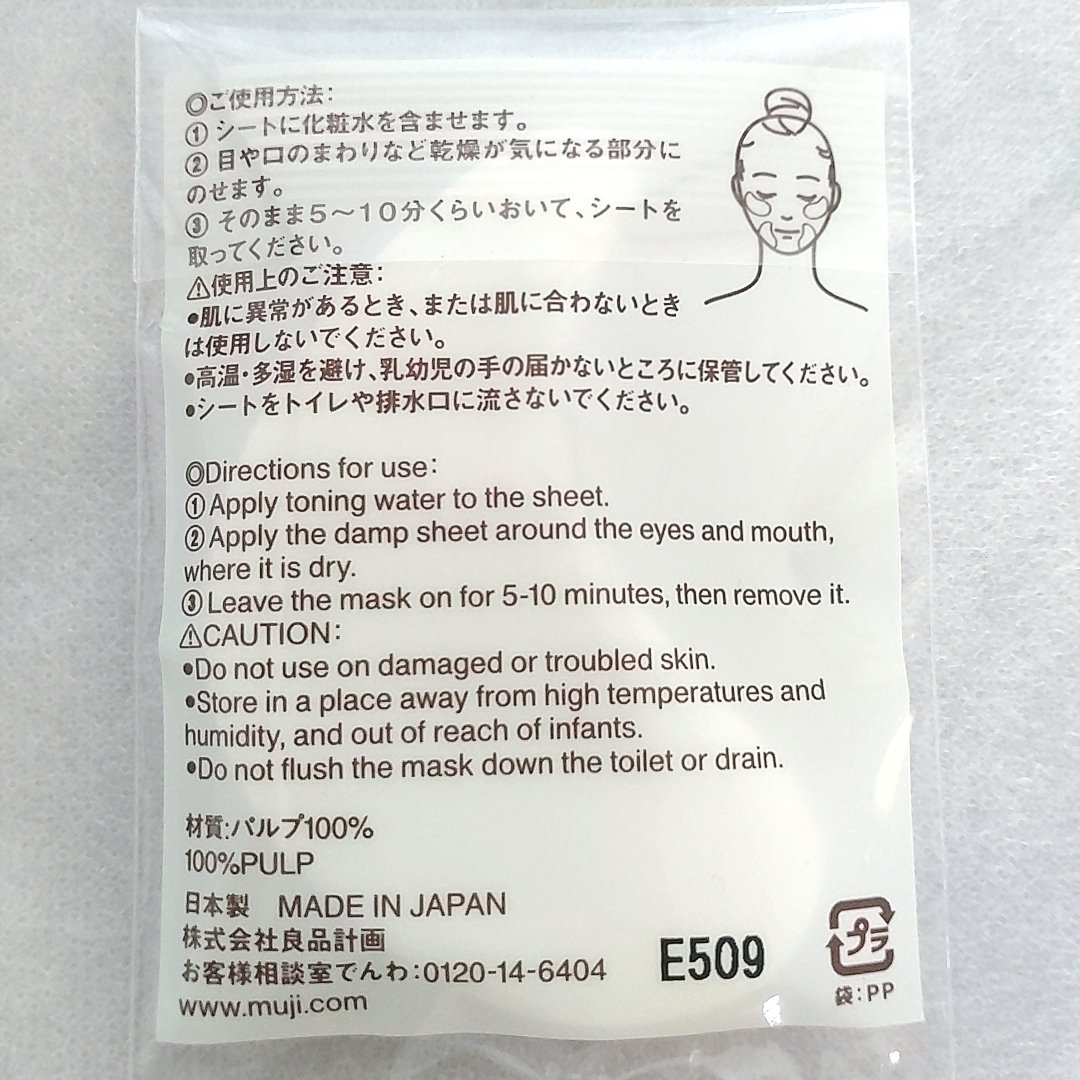 ◎ご使用方法：
① シートに化粧水を含ませます。
② 目や口のまわりなど乾燥が気になる部分に
のせます。
③ そのまま5〜10分くらいおいて、シートを
取ってください。
⚠使用上のご注意：
•肌に異常があるとき、または肌に合わないとき
は使用しないでください。
•高温・多湿を避け、乳幼児の手の届かないところに保管してください。
•シートをトイレや排水口に流さないでください。
◎Directions for use:
①Apply toning water to the sheet.
②Apply the damp sheet around the eyes and mouth,
where it is dry.
③Leave the mask on for 5-10 minutes, then remove it.
⚠CAUTION:
•Do not use on damaged or troubled skin.
•Store in a place away from high temperatures and
humidity, and out of reach of infants.
•Do not flush the mask down the toilet or drain.
材質:パルプ100%
100%PULP
日本製 MADE IN JAPAN
株式会社良品計画
お客様相談室でんわ:0120-14-6404
www.muji.com
E509
プラ
袋:PP